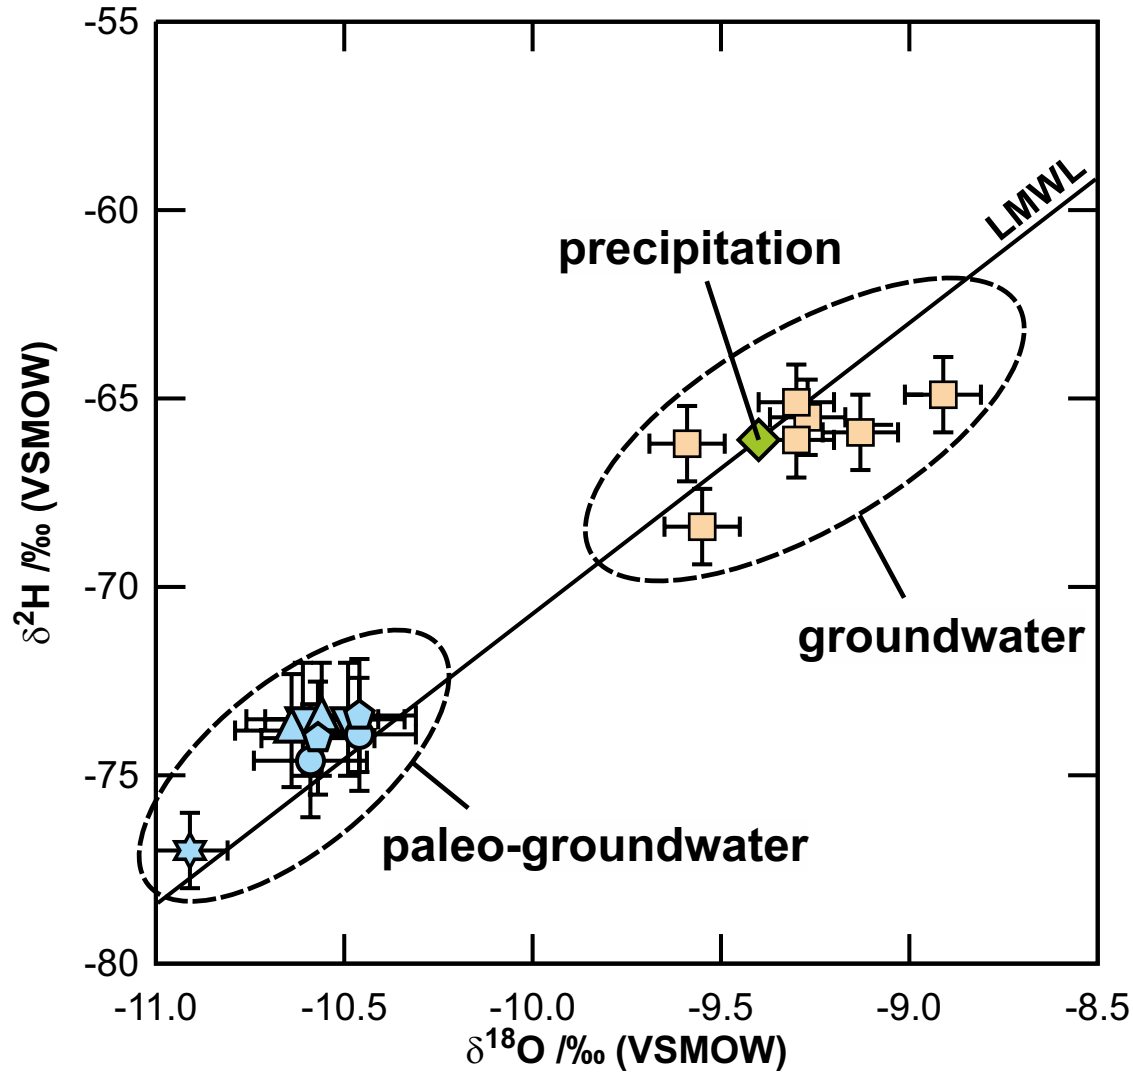 -55
-60
-65
-70
-75
-80
δ²H /‰ (VSMOW)
LMWL
precipitation
groundwater
paleo-groundwater
-11.0 -10.5 -10.0 -9.5 -9.0 -8.5
δ¹⁸O /‰ (VSMOW)